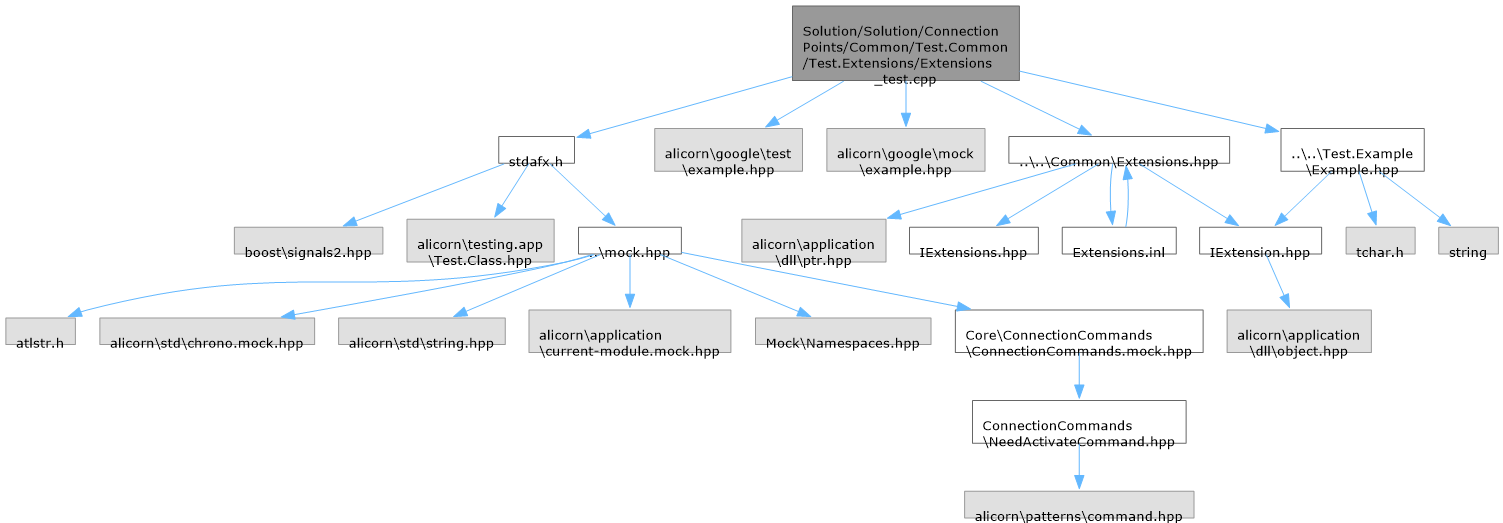 Solution/Solution/Connection
Points/Common/Test.Common
/Test.Extensions/Extensions
_test.cpp
stdafx.h
alicorn\google\test
\example.hpp
alicorn\google\mock
\example.hpp
..\..\Common\Extensions.hpp
..\..\Test.Example
\Example.hpp
boost\signals2.hpp
alicorn\testing.app
\Test.Class.hpp
..\mock.hpp
alicorn\application
\dll\ptr.hpp
IExtensions.hpp
Extensions.inl
IExtension.hpp
tchar.h
string
atlstr.h
alicorn\std\chrono.mock.hpp
alicorn\std\string.hpp
alicorn\application
\current-module.mock.hpp
Mock\Namespaces.hpp
Core\ConnectionCommands
\ConnectionCommands.mock.hpp
alicorn\application
\dll\object.hpp
ConnectionCommands
\NeedActivateCommand.hpp
alicorn\patterns\command.hpp